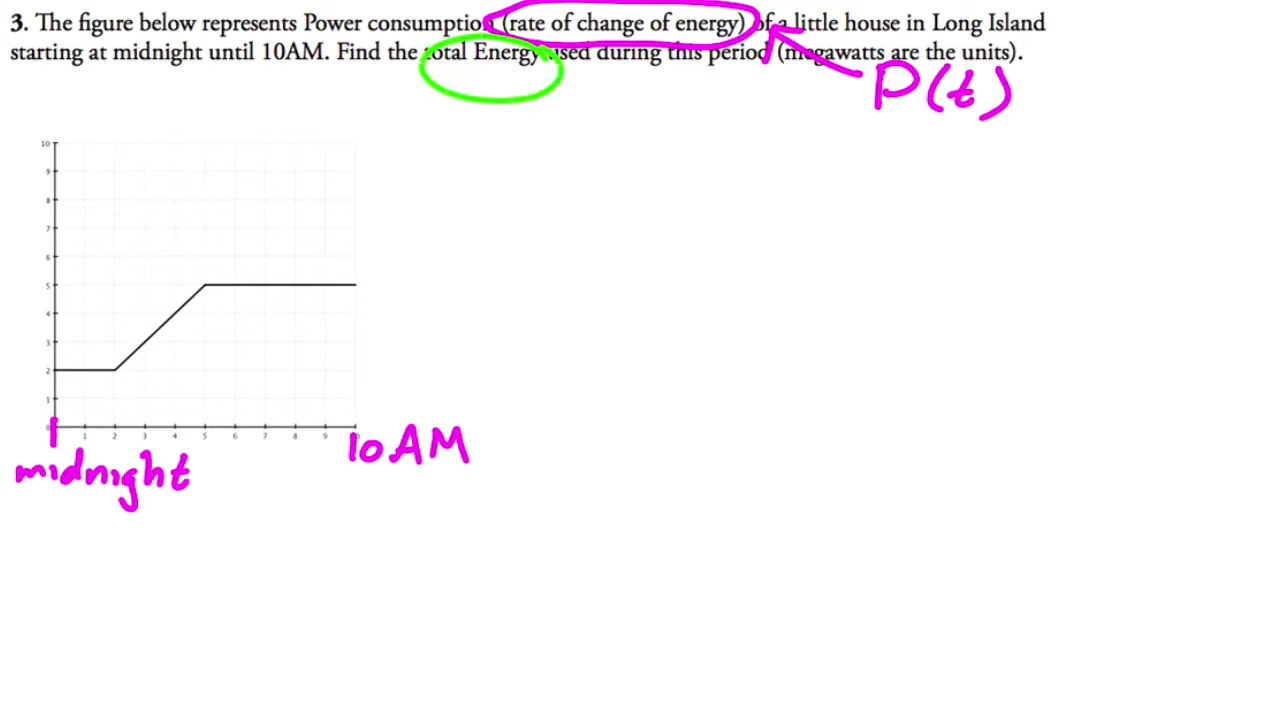 3. The figure below represents Power consumption (rate of change of energy) of a little house in Long Island
starting at midnight until 10AM. Find the total Energy used during this period (megawatts are the units).
P(t)
10
9
8
7
6
5
4
3
2
1
0
1 2 3 4 5 6 7 8 9
10 AM
midnight